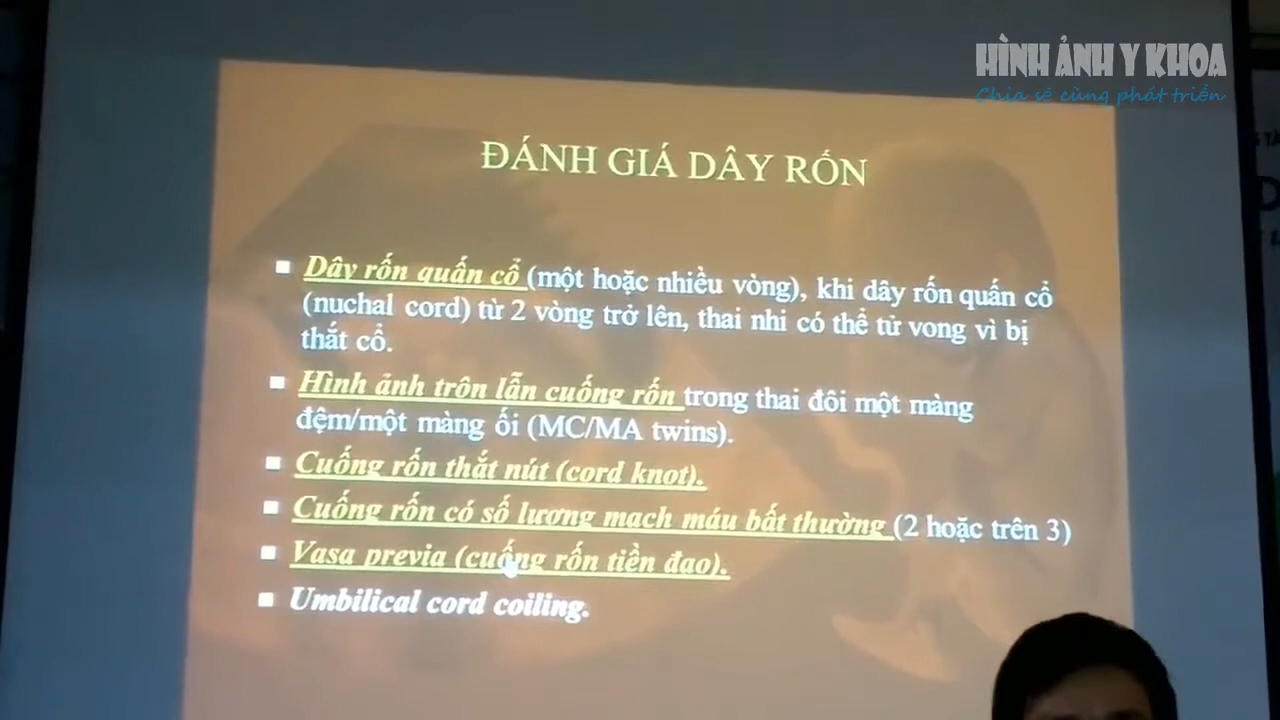 HÌNH ẢNH Y KHOA
Chia sẻ cùng phát triển
ĐÁNH GIÁ DÂY RỐN
▪ Dây rốn quấn cổ (một hoặc nhiều vòng), khi dây rốn quấn cổ
(nuchal cord) từ 2 vòng trở lên, thai nhi có thể tử vong vì bị
thắt cổ.
▪ Hình ảnh trộn lẫn cuống rốn trong thai đôi một màng
đệm/một màng ối (MC/MA twins).
▪ Cuống rốn thắt nút (cord knot).
▪ Cuống rốn có số lượng mạch máu bất thường (2 hoặc trên 3)
▪ Vasa previa (cuống rốn tiền đạo).
▪ Umbilical cord coiling.